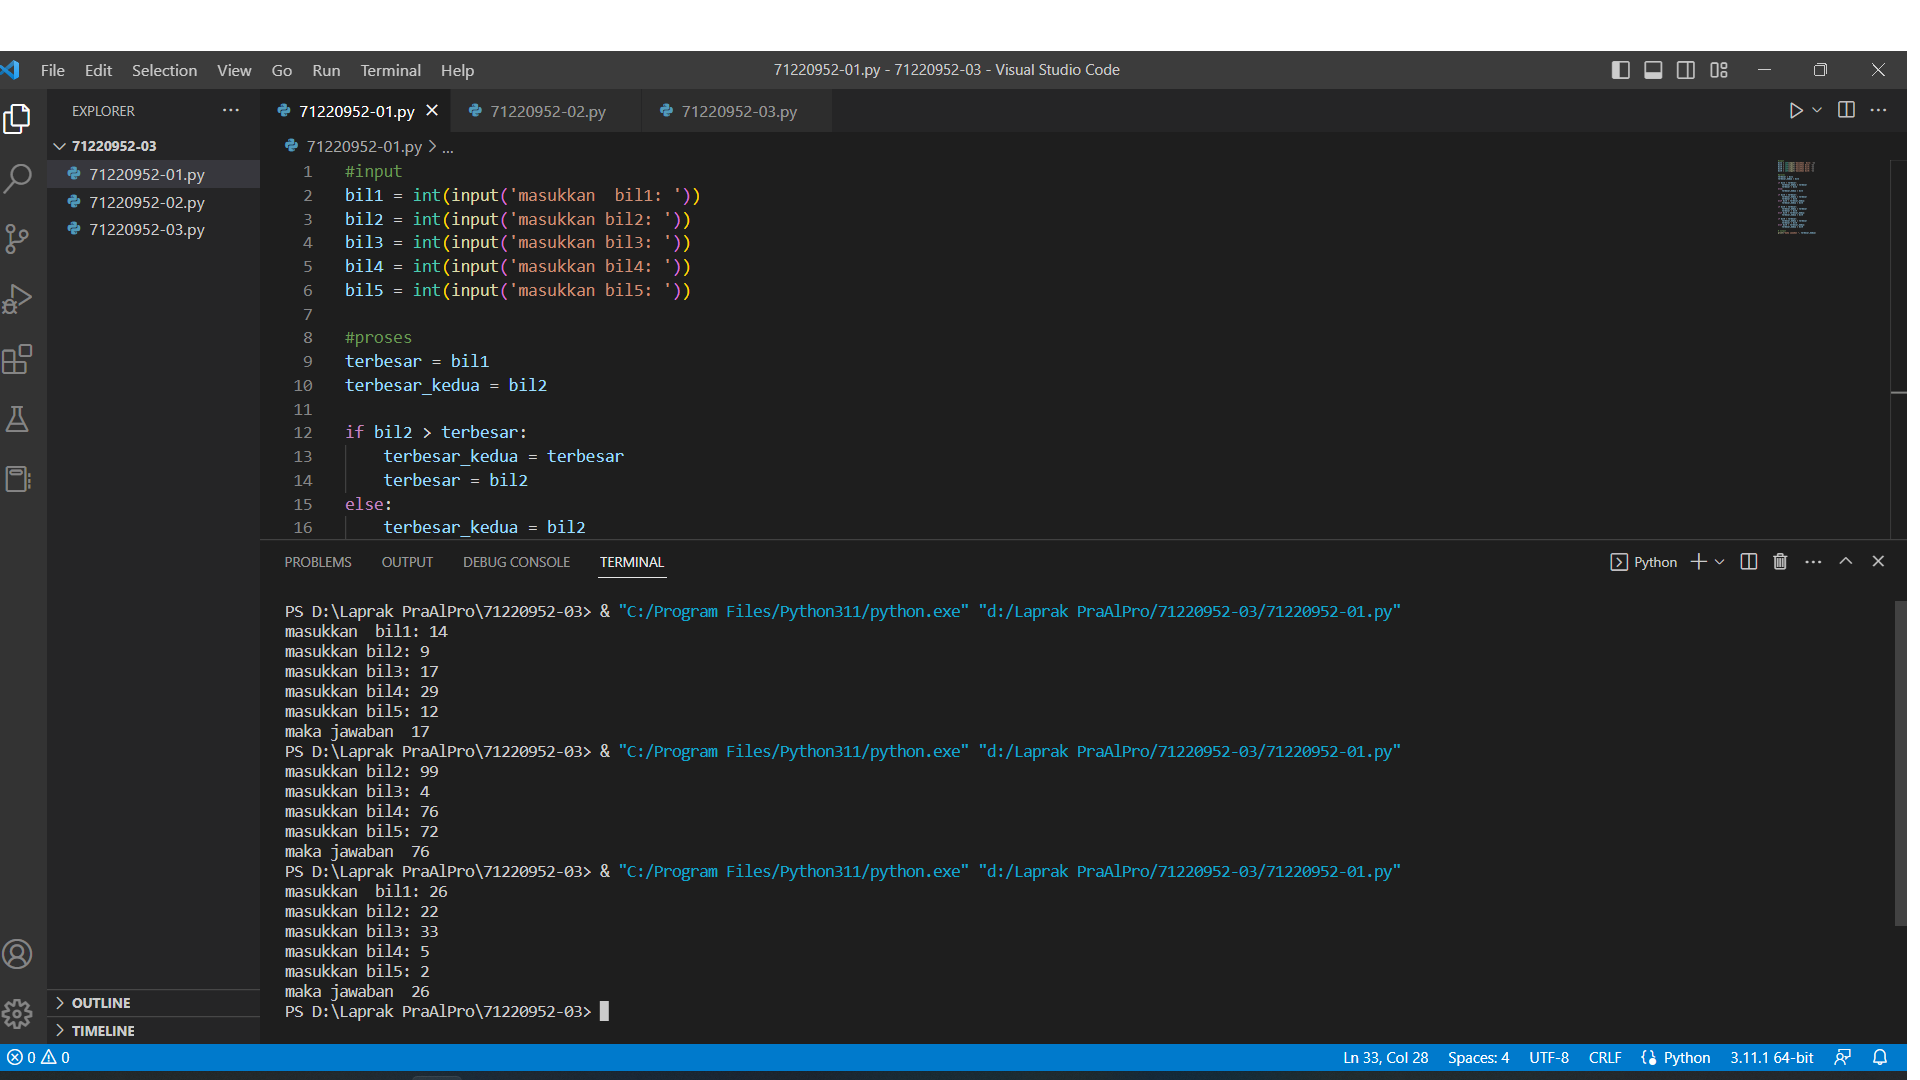 File Edit Selection View Go Run Terminal Help 71220952-01.py - 71220952-03 - Visual Studio Code
EXPLORER ...
71220952-03
71220952-01.py
71220952-02.py
71220952-03.py
OUTLINE
TIMELINE
71220952-01.py 71220952-02.py 71220952-03.py
71220952-01.py > ...
1 #input
2 bil1 = int(input('masukkan  bil1: '))
3 bil2 = int(input('masukkan bil2: '))
4 bil3 = int(input('masukkan bil3: '))
5 bil4 = int(input('masukkan bil4: '))
6 bil5 = int(input('masukkan bil5: '))
7
8 #proses
9 terbesar = bil1
10 terbesar_kedua = bil2
11
12 if bil2 > terbesar:
13     terbesar_kedua = terbesar
14     terbesar = bil2
15 else:
16     terbesar_kedua = bil2
PROBLEMS OUTPUT DEBUG CONSOLE TERMINAL Python
PS D:\Laprak PraAlPro\71220952-03> & "C:/Program Files/Python311/python.exe" "d:/Laprak PraAlPro/71220952-03/71220952-01.py"
masukkan  bil1: 14
masukkan bil2: 9
masukkan bil3: 17
masukkan bil4: 29
masukkan bil5: 12
maka jawaban  17
PS D:\Laprak PraAlPro\71220952-03> & "C:/Program Files/Python311/python.exe" "d:/Laprak PraAlPro/71220952-03/71220952-01.py"
masukkan bil2: 99
masukkan bil3: 4
masukkan bil4: 76
masukkan bil5: 72
maka jawaban  76
PS D:\Laprak PraAlPro\71220952-03> & "C:/Program Files/Python311/python.exe" "d:/Laprak PraAlPro/71220952-03/71220952-01.py"
masukkan  bil1: 26
masukkan bil2: 22
masukkan bil3: 33
masukkan bil4: 5
masukkan bil5: 2
maka jawaban  26
PS D:\Laprak PraAlPro\71220952-03>
0 0 Ln 33, Col 28 Spaces: 4 UTF-8 CRLF Python 3.11.1 64-bit